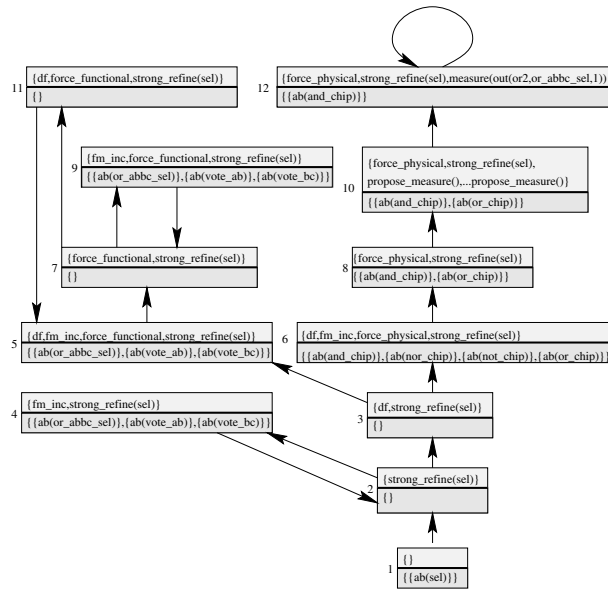 {df,force_functional,strong_refine(sel)}
11
{}
{force_physical,strong_refine(sel),measure(out(or2,or_abbc_sel,1))}
12
{{ab(and_chip)}}
{fm_inc,force_functional,strong_refine(sel)}
9
{{ab(or_abbc_sel)},{ab(vote_ab)},{ab(vote_bc)}}
{force_physical,strong_refine(sel),
propose_measure(),...propose_measure()}
10
{{ab(and_chip)},{ab(or_chip)}}
{force_functional,strong_refine(sel)}
7
{}
{force_physical,strong_refine(sel)}
8
{{ab(and_chip)},{ab(or_chip)}}
{df,fm_inc,force_functional,strong_refine(sel)}
5
{{ab(or_abbc_sel)},{ab(vote_ab)},{ab(vote_bc)}}
{df,fm_inc,force_physical,strong_refine(sel)}
6
{{ab(and_chip)},{ab(nor_chip)},{ab(not_chip)},{ab(or_chip)}}
{fm_inc,strong_refine(sel)}
4
{{ab(or_abbc_sel)},{ab(vote_ab)},{ab(vote_bc)}}
{df,strong_refine(sel)}
3
{}
{strong_refine(sel)}
2
{}
{}
1
{{ab(sel)}}